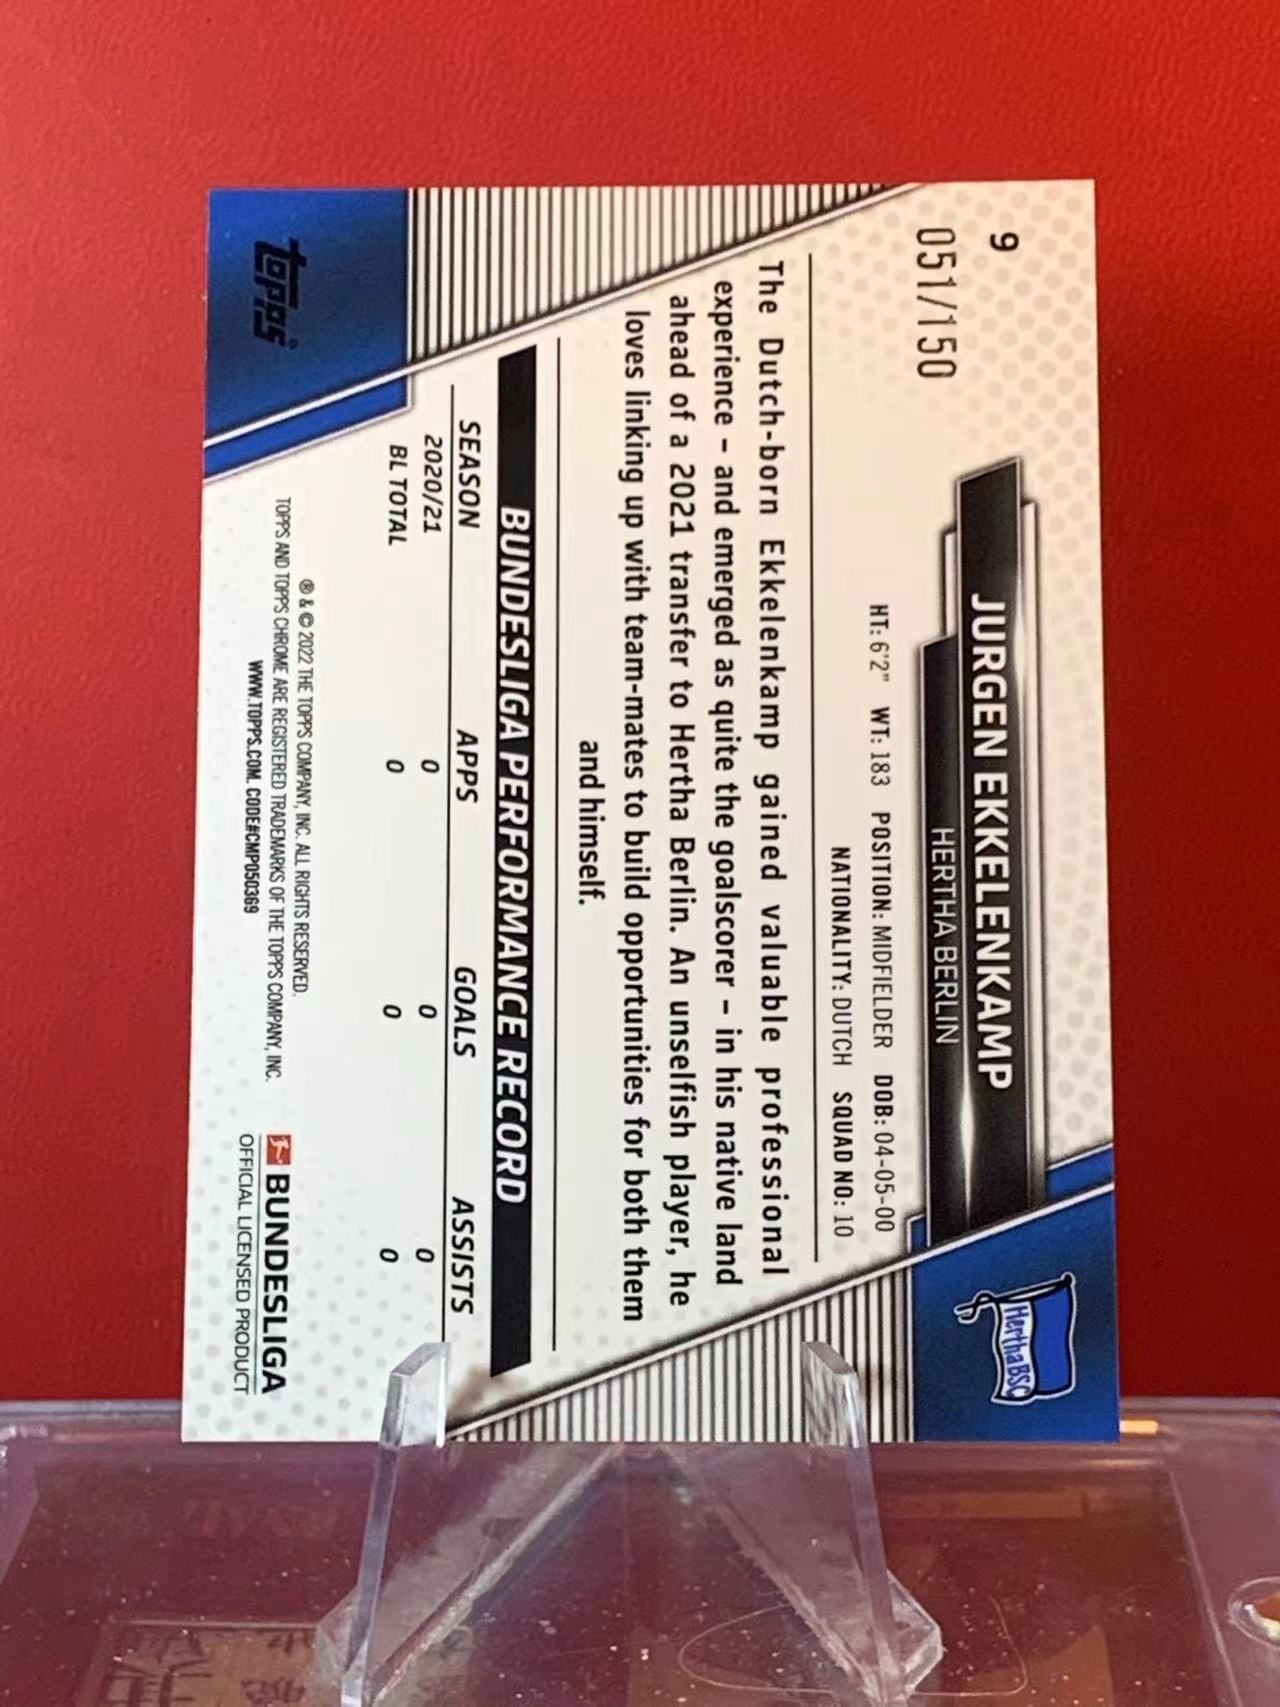 9
051/150
JURGEN EKKELENKAMP
HERTHA BERLIN
HerthaBSC
HT: 6'2" WT: 183 POSITION: MIDFIELDER DOB: 04-05-00
NATIONALITY: DUTCH SQUAD NO: 10
The Dutch-born Ekkelenkamp gained valuable professional
experience – and emerged as quite the goalscorer – in his native land
ahead of a 2021 transfer to Hertha Berlin. An unselfish player, he
loves linking up with team-mates to build opportunities for both them
and himself.
BUNDESLIGA PERFORMANCE RECORD
SEASON APPS GOALS ASSISTS
2020/21 0 0 0
BL TOTAL 0 0 0
® & © 2022 THE TOPPS COMPANY, INC. ALL RIGHTS RESERVED.
TOPPS AND TOPPS CHROME ARE REGISTERED TRADEMARKS OF THE TOPPS COMPANY, INC.
WWW.TOPPS.COM. CODE#CMP050369
topps®
BUNDESLIGA
OFFICIAL LICENSED PRODUCT